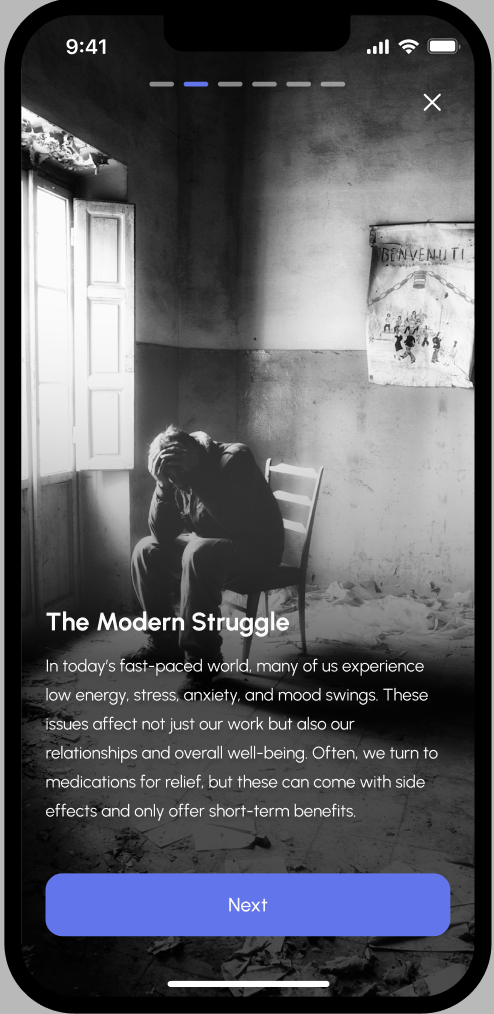 9:41
BENVENUTI
The Modern Struggle
In today's fast-paced world, many of us experience
low energy, stress, anxiety, and mood swings. These
issues affect not just our work but also our
relationships and overall well-being. Often, we turn to
medications for relief, but these can come with side
effects and only offer short-term benefits.
Next